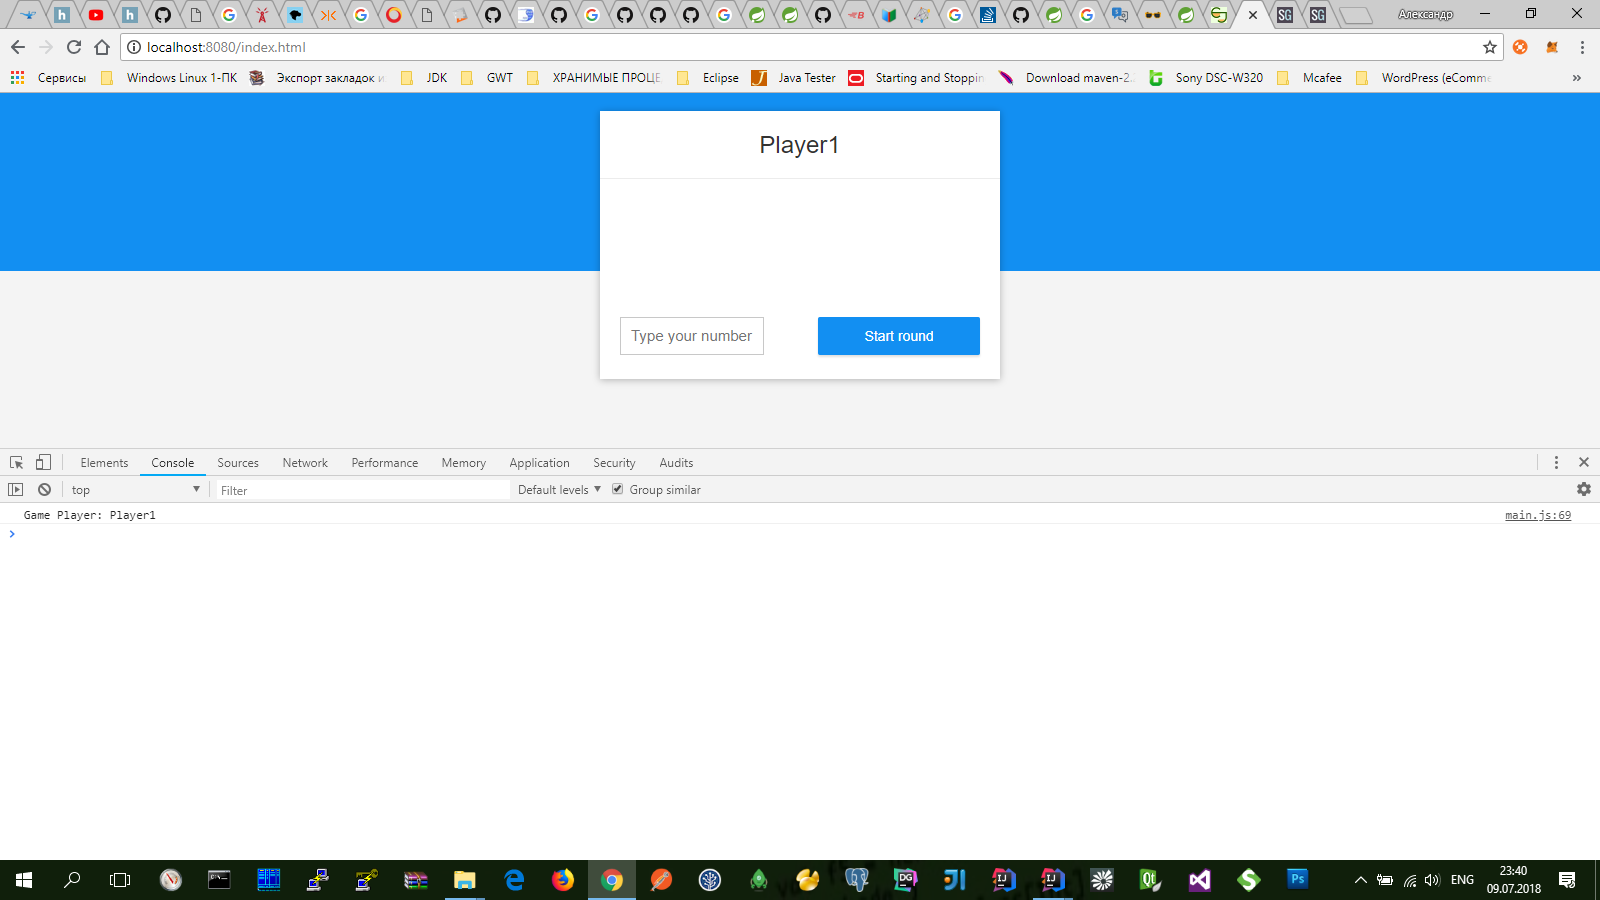 Александр
localhost:8080/index.html
Сервисы Windows Linux 1-ПК Экспорт закладок и JDK GWT ХРАНИМЫЕ ПРОЦЕ Eclipse Java Tester Starting and Stoppin Download maven-2. Sony DSC-W320 Mcafee WordPress (eComme »
Player1
Type your number Start round
Elements Console Sources Network Performance Memory Application Security Audits
top Filter Default levels Group similar
Game Player: Player1 main.js:69
ENG
23:40
09.07.2018